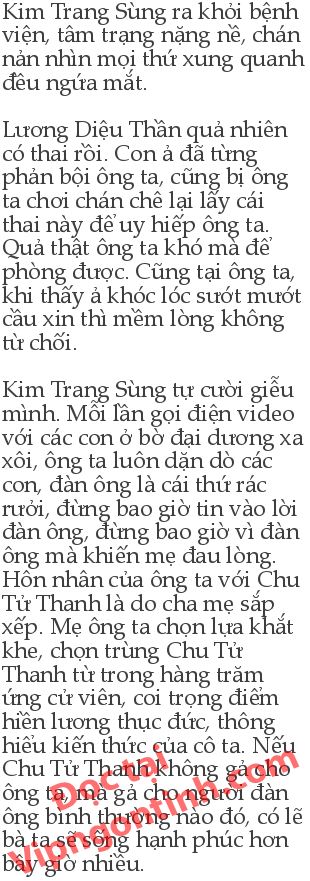 Kim Trang Sùng ra khỏi bệnh
viện, tâm trạng nặng nề, chán
nản nhìn mọi thứ xung quanh
đều ngứa mắt.
Lương Diệu Thần quả nhiên
có thai rồi. Con ả đã từng
phản bội ông ta, cũng bị ông
ta chơi chán chê lại lấy cái
thai này để uy hiếp ông ta.
Quả thật ông ta khó mà đề
phòng được. Cũng tại ông ta,
khi thấy ả khóc lóc sướt mướt
cầu xin thì mềm lòng không
từ chối.
Kim Trang Sùng tự cười giễu
mình. Mỗi lần gọi điện video
với các con ở bờ đại dương xa
xôi, ông ta luôn dặn dò các
con, đàn ông là cái thứ rác
rưởi, đừng bao giờ tin vào lời
đàn ông, đừng bao giờ vì đàn
ông mà khiến mẹ đau lòng.
Hôn nhân của ông ta với Chu
Tử Thanh là do cha mẹ sắp
xếp. Mẹ ông ta chọn lựa khắt
khe, chọn trùng Chu Tử
Thanh từ trong hàng trăm
ứng cử viên, coi trọng điểm
hiền lương thục đức, thông
hiểu kiến thức của cô ta. Nếu
Chu Tử Thanh không gả cho
ông ta, mà gả cho người đàn
ông bình thường nào đó, có lẽ
bà ta sẽ sống hạnh phúc hơn
bây giờ nhiều.
Đọc tại
Vipngontinh.com